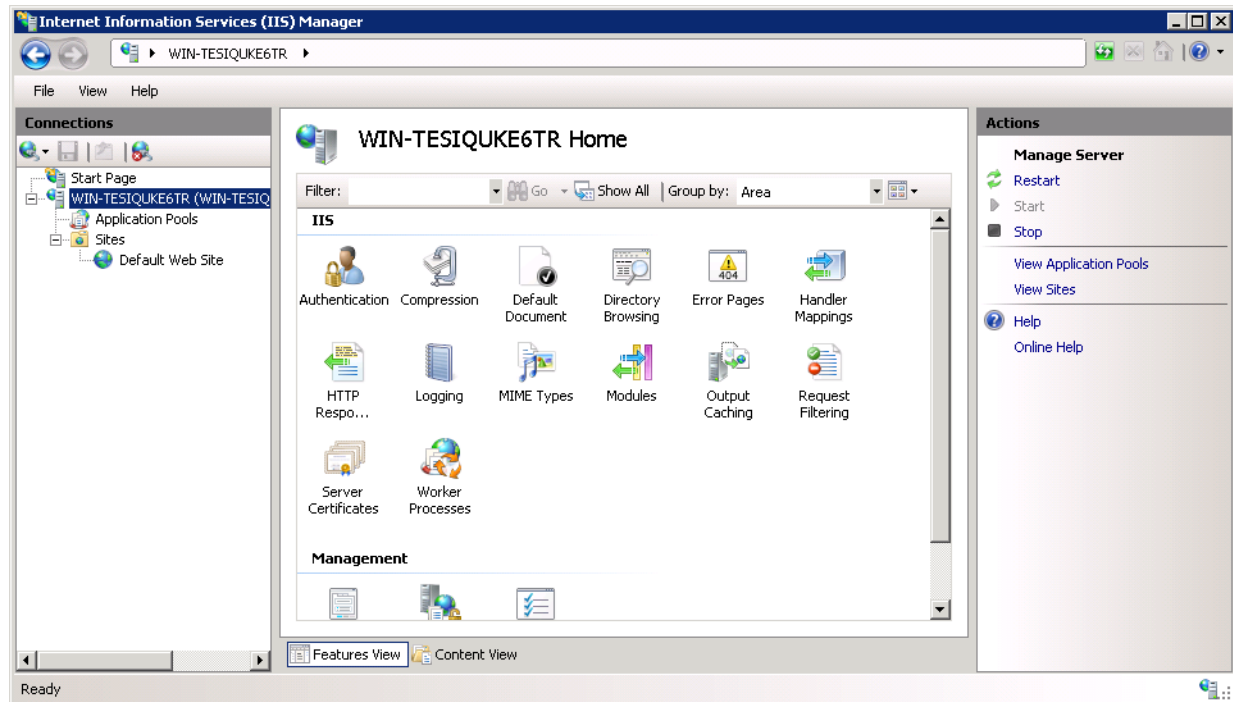 Internet Information Services (IIS) Manager
WIN-TESIQUKE6TR
File View Help
Connections
Start Page
WIN-TESIQUKE6TR (WIN-TESIQ
Application Pools
Sites
Default Web Site
WIN-TESIQUKE6TR Home
Filter: Go Show All Group by: Area
IIS
Authentication
Compression
Default
Document
Directory
Browsing
404
Error Pages
Handler
Mappings
HTTP
Respo...
Logging
MIME Types
Modules
Output
Caching
Request
Filtering
Server
Certificates
Worker
Processes
Management
Features View Content View
Actions
Manage Server
Restart
Start
Stop
View Application Pools
View Sites
Help
Online Help
Ready